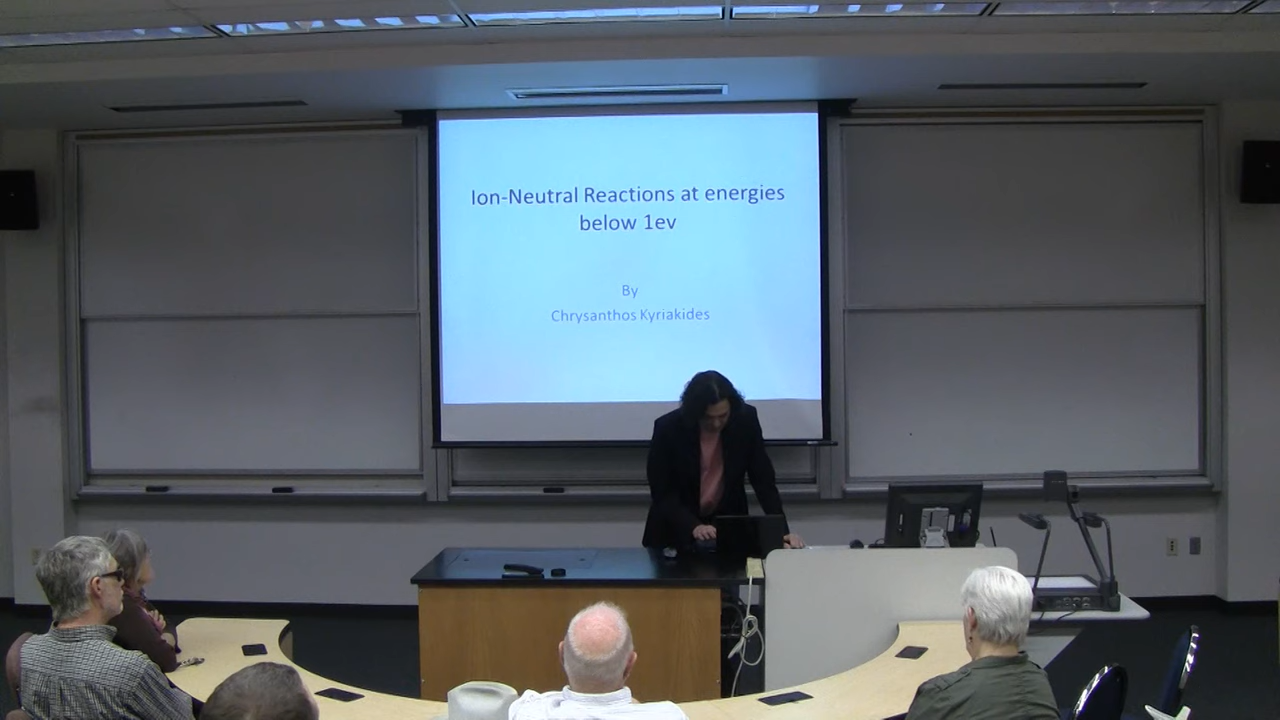 Ion-Neutral Reactions at energies
below 1ev
By
Chrysanthos Kyriakides